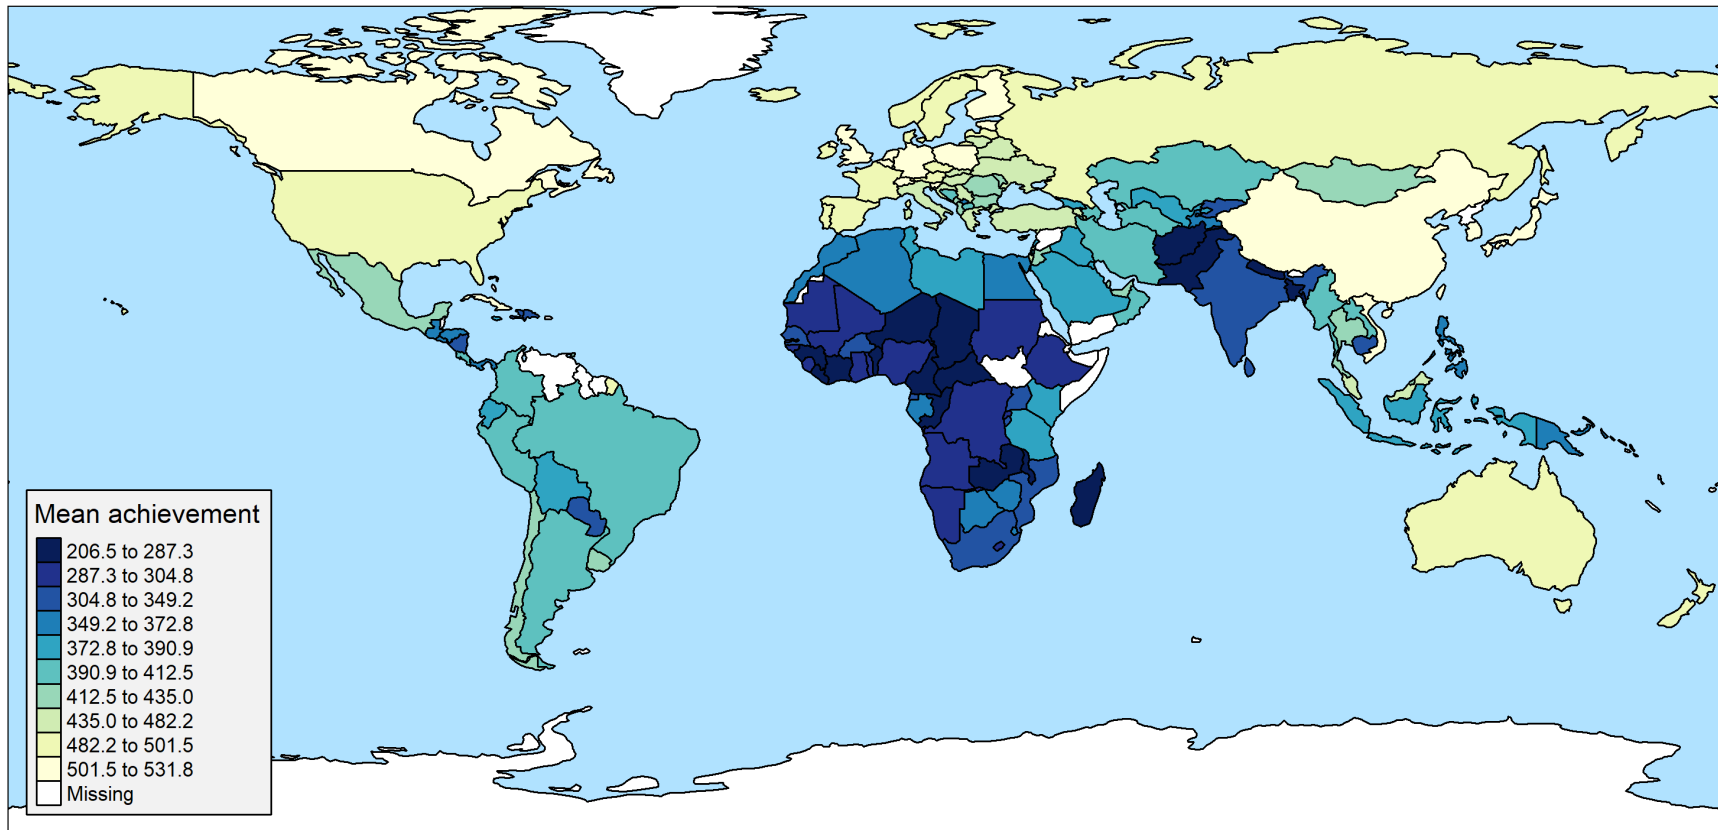 Mean achievement
206.5 to 287.3
287.3 to 304.8
304.8 to 349.2
349.2 to 372.8
372.8 to 390.9
390.9 to 412.5
412.5 to 435.0
435.0 to 482.2
482.2 to 501.5
501.5 to 531.8
Missing